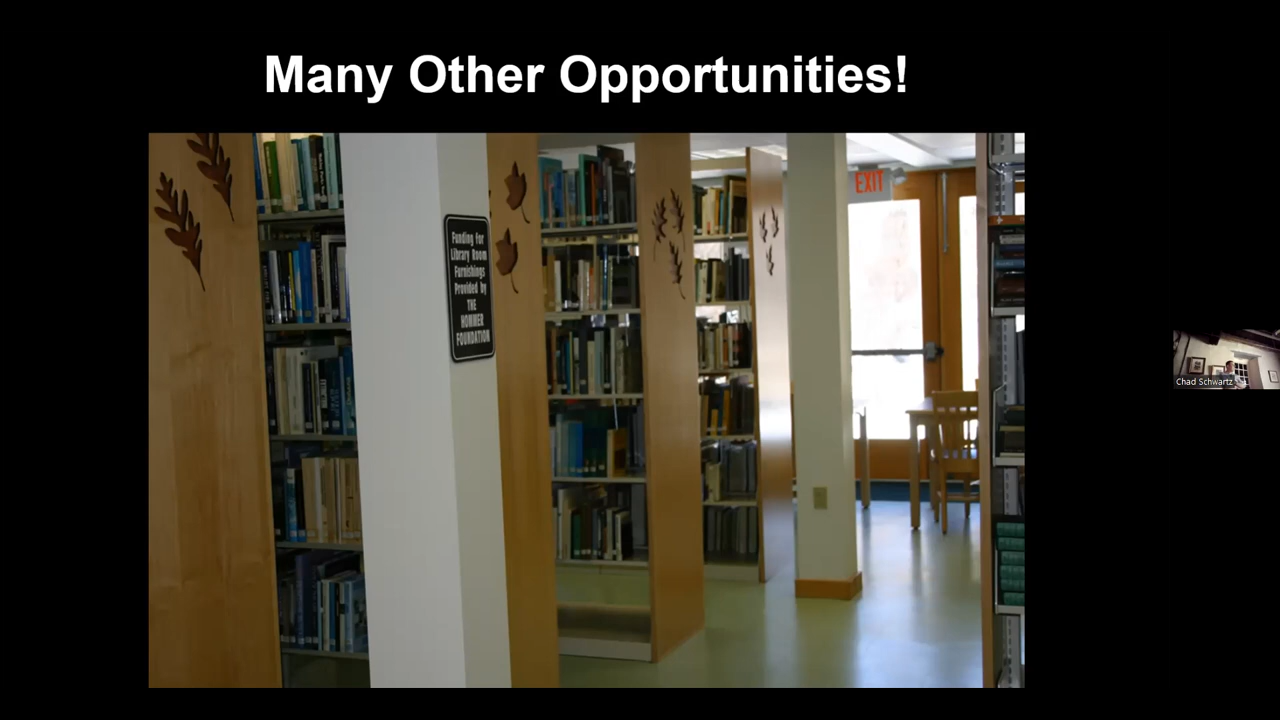 Many Other Opportunities!
EXIT
Funding for
Library Room
Furnishings
Provided by
THE
HOMMER
FOUNDATION
Chad Schwartz